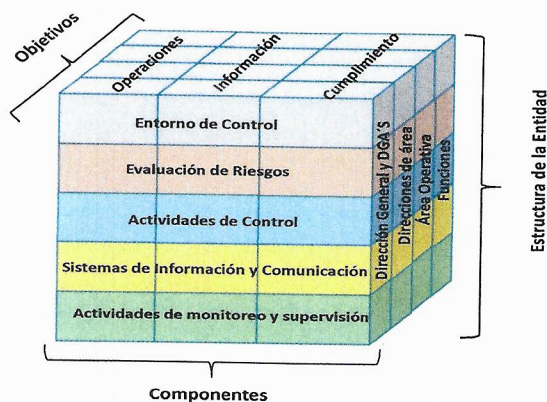 Objetivos
Operaciones
Información
Cumplimiento
Entorno de Control
Evaluación de Riesgos
Actividades de Control
Sistemas de Información y Comunicación
Actividades de monitoreo y supervisión
Dirección General y DGA´S
Direcciones de área
Área Operativa
Funciones
Estructura de la Entidad
Componentes